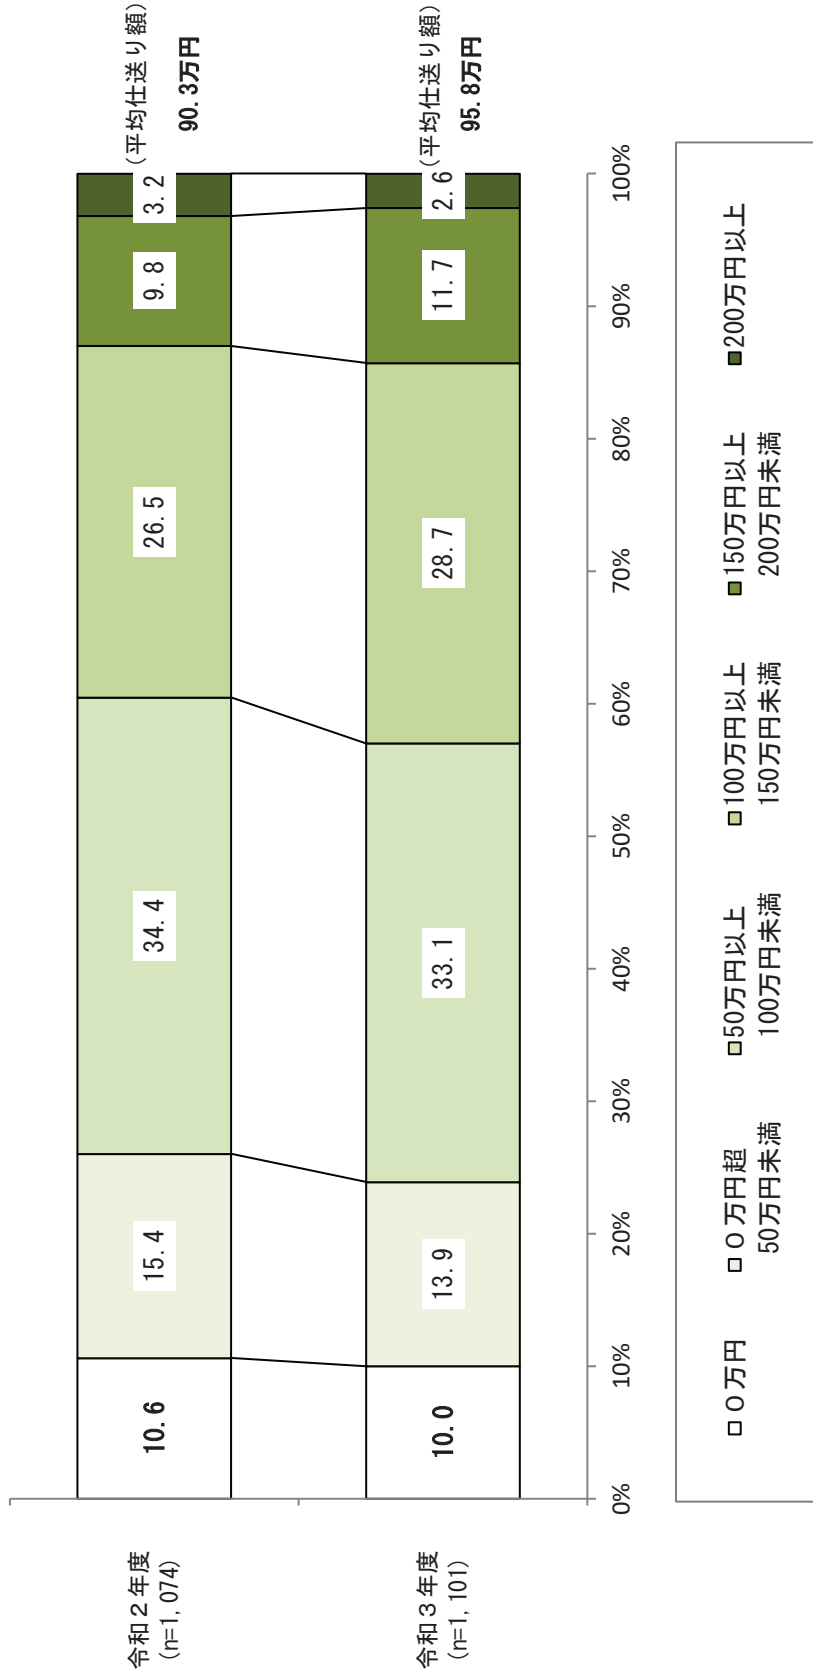 令和２年度
(n=1,074)
10.6
15.4
34.4
26.5
9.8
3.2
(平均仕送り額)
90.3万円
令和３年度
(n=1,101)
10.0
13.9
33.1
28.7
11.7
2.6
(平均仕送り額)
95.8万円
0%
10%
20%
30%
40%
50%
60%
70%
80%
90%
100%
０万円
０万円超
50万円未満
50万円以上
100万円未満
100万円以上
150万円未満
150万円以上
200万円未満
200万円以上